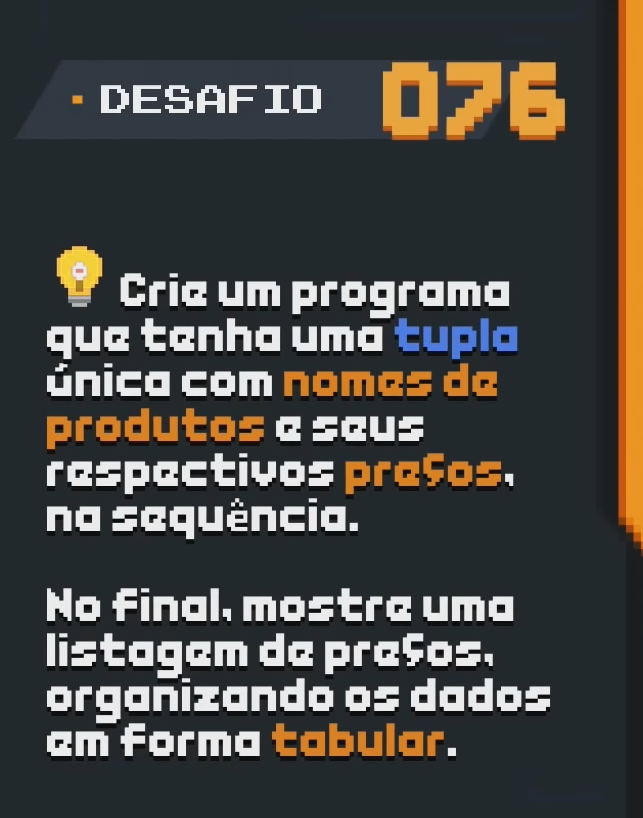 DESAFIO 076
Crie um programa
que tenha uma tupla
única com nomes de
produtos e seus
respectivos preços,
na sequência.
No final, mostre uma
listagem de preços,
organizando os dados
em forma tabular.